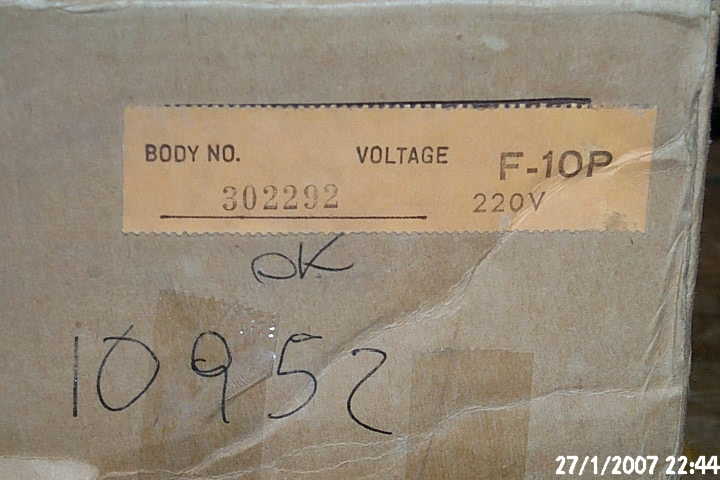 BODY NO. VOLTAGE F-10P
302292 220V
OK
10952
27/1/2007 22:44